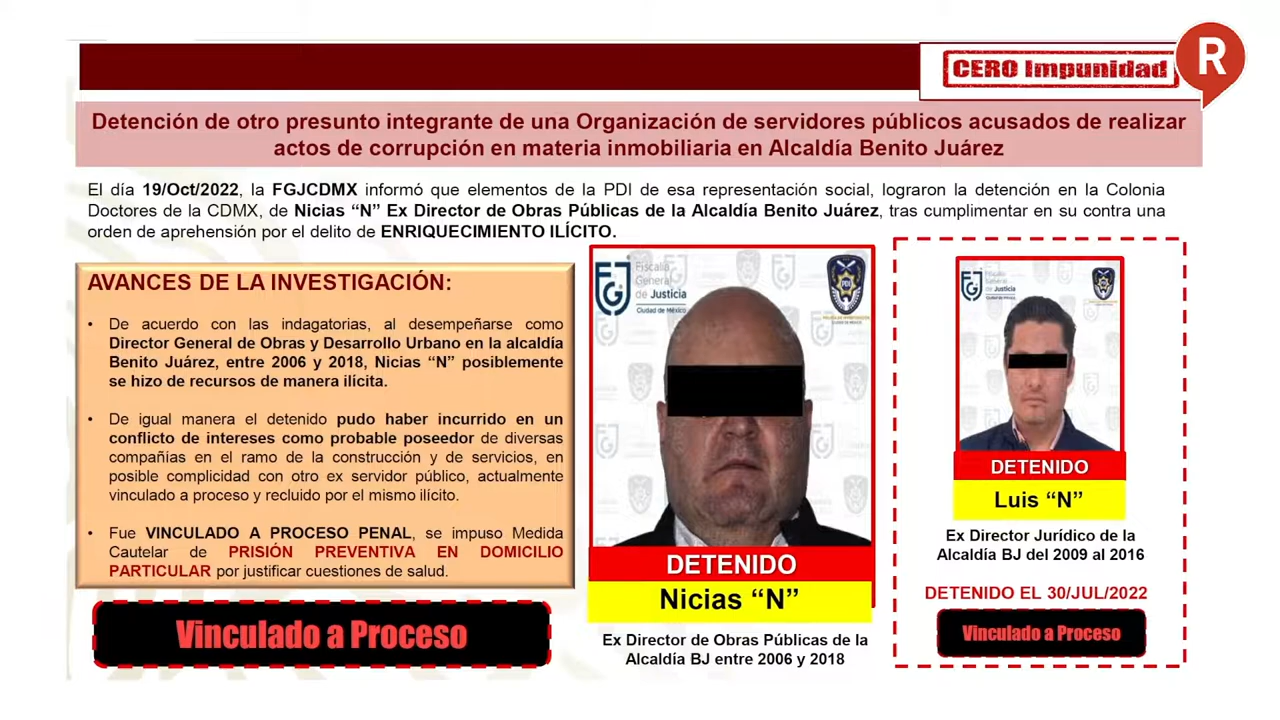 CERO Impunidad
R
Detención de otro presunto integrante de una Organización de servidores públicos acusados de realizar
actos de corrupción en materia inmobiliaria en Alcaldía Benito Juárez
El día 19/Oct/2022, la FGJCDMX informó que elementos de la PDI de esa representación social, lograron la detención en la Colonia
Doctores de la CDMX, de Nicias “N” Ex Director de Obras Públicas de la Alcaldía Benito Juárez, tras cumplimentar en su contra una
orden de aprehensión por el delito de ENRIQUECIMIENTO ILÍCITO.
AVANCES DE LA INVESTIGACIÓN:
• De acuerdo con las indagatorias, al desempeñarse como
Director General de Obras y Desarrollo Urbano en la alcaldía
Benito Juárez, entre 2006 y 2018, Nicias “N” posiblemente
se hizo de recursos de manera ilícita.
• De igual manera el detenido pudo haber incurrido en un
conflicto de intereses como probable poseedor de diversas
compañías en el ramo de la construcción y de servicios, en
posible complicidad con otro ex servidor público, actualmente
vinculado a proceso y recluido por el mismo ilícito.
• Fue VINCULADO A PROCESO PENAL, se impuso Medida
Cautelar de PRISIÓN PREVENTIVA EN DOMICILIO
PARTICULAR por justificar cuestiones de salud.
Vinculado a Proceso
Fiscalía
General
de Justicia
Ciudad de México
PDI
DETENIDO
Nicias “N”
Ex Director de Obras Públicas de la
Alcaldía BJ entre 2006 y 2018
Fiscalía
General
de Justicia
Ciudad de México
DETENIDO
Luis “N”
Ex Director Jurídico de la
Alcaldía BJ del 2009 al 2016
DETENIDO EL 30/JUL/2022
Vinculado a Proceso